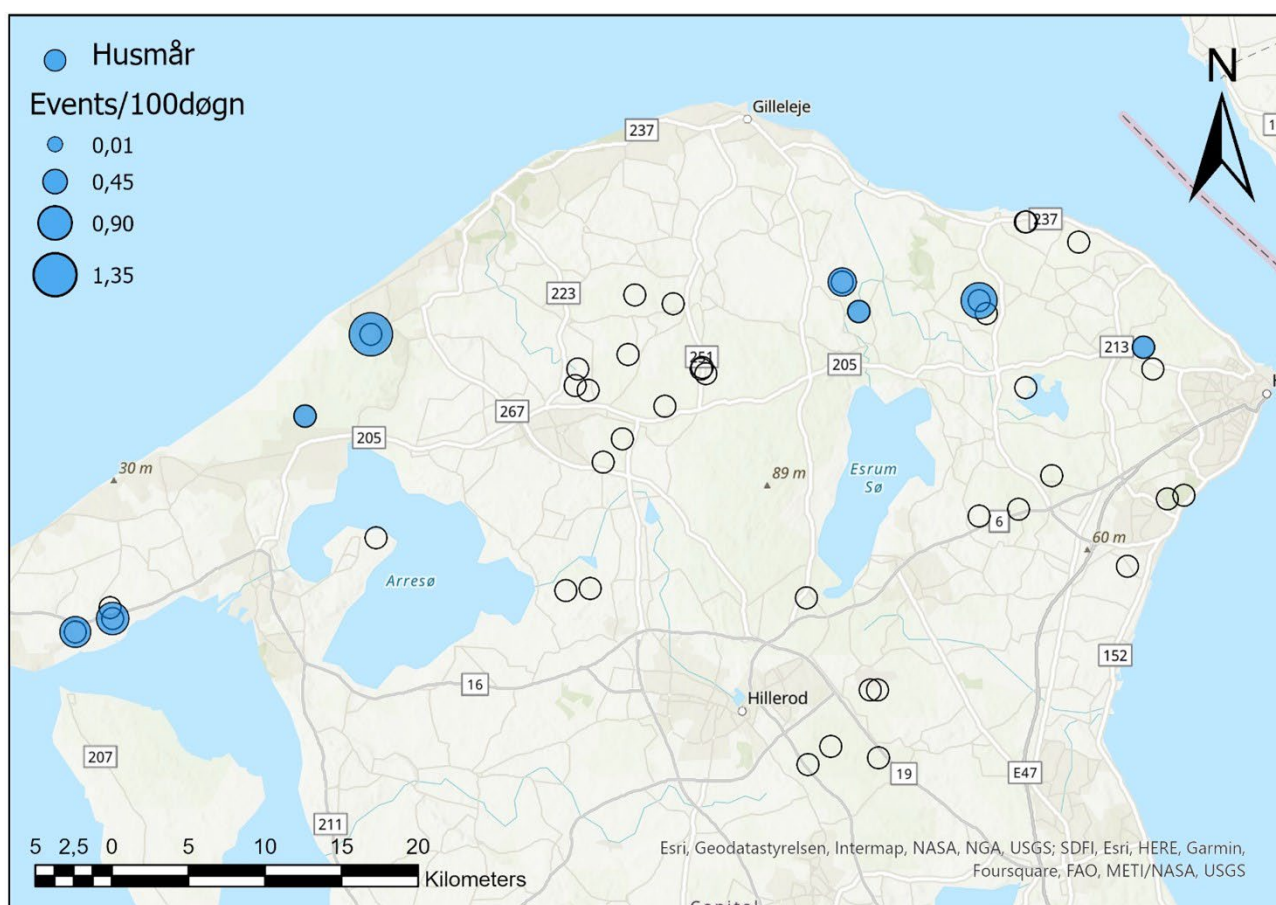 Husmår
Events/100døgn
0,01
0,45
0,90
1,35
N
Gilleleje
237
237
1
223
251
213
205
267
205
H
30 m
89 m
Esrum
Sø
6
60 m
Arresø
152
16
Hillerod
207
19
E47
211
5 2,5 0 5 10 15 20
Kilometers
Esri, Geodatastyrelsen, Intermap, NASA, NGA, USGS; SDFI, Esri, HERE, Garmin,
Foursquare, FAO, METI/NASA, USGS